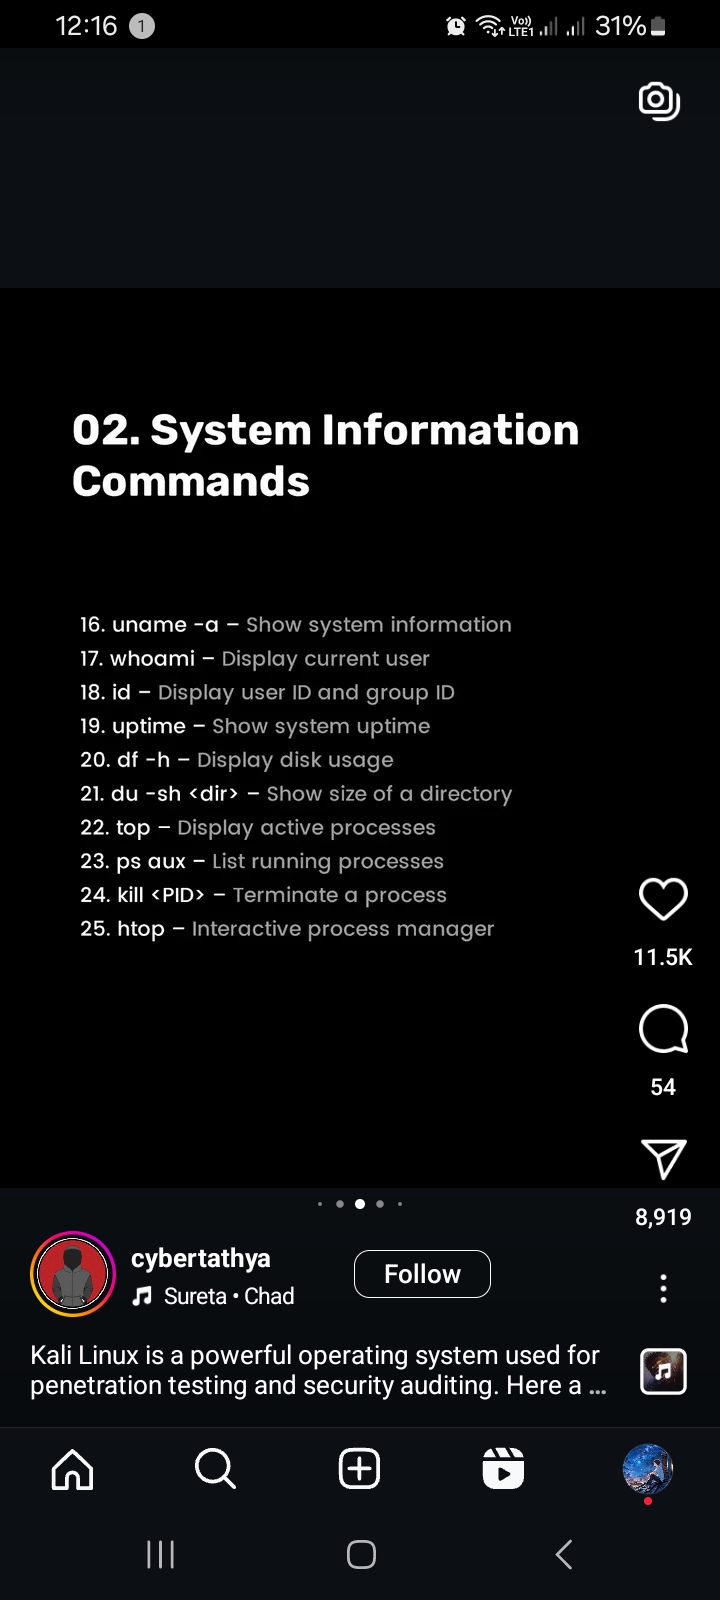 12:16 1 Vo)) LTE1 31%
02. System Information
Commands
16. uname -a – Show system information
17. whoami – Display current user
18. id – Display user ID and group ID
19. uptime – Show system uptime
20. df -h – Display disk usage
21. du -sh <dir> – Show size of a directory
22. top – Display active processes
23. ps aux – List running processes
24. kill <PID> – Terminate a process
25. htop – Interactive process manager
11.5K
54
8,919
cybertathya
Follow
Sureta • Chad
Kali Linux is a powerful operating system used for
penetration testing and security auditing. Here a ...